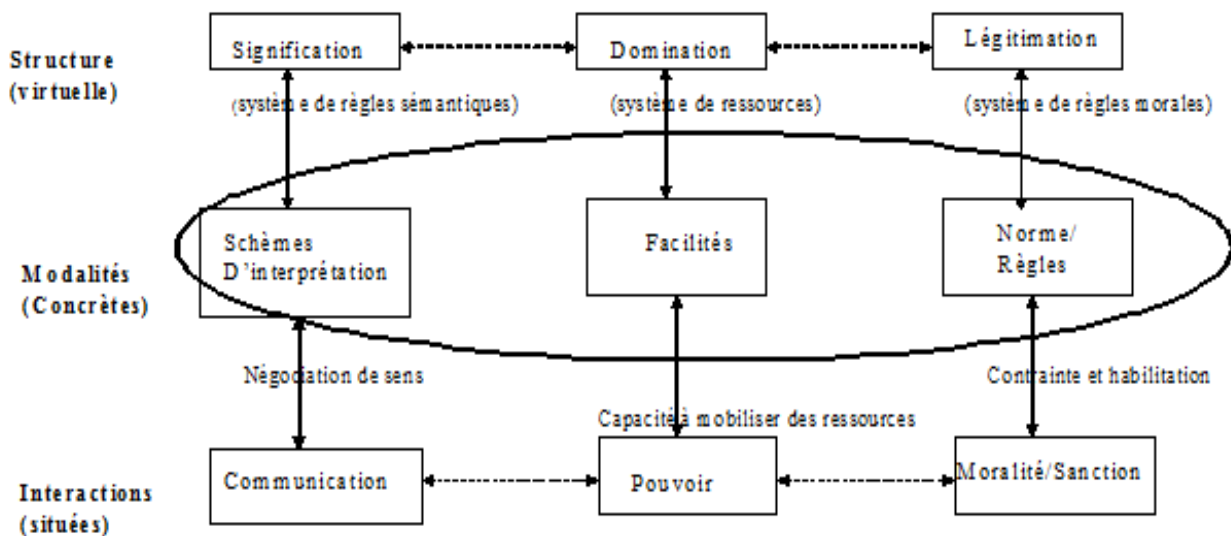 Structure
(virtuelle)
Signification
Domination
Légitimation
(système de règles sémantiques)
(système de ressources)
(système de règles morales)
Modalités
(Concrètes)
Schèmes
D'interprétation
Facilités
Norme/
Règles
Négociation de sens
Capacité à mobiliser des ressources
Contrainte et habilitation
Interactions
(situées)
Communication
Pouvoir
Moralité/Sanction